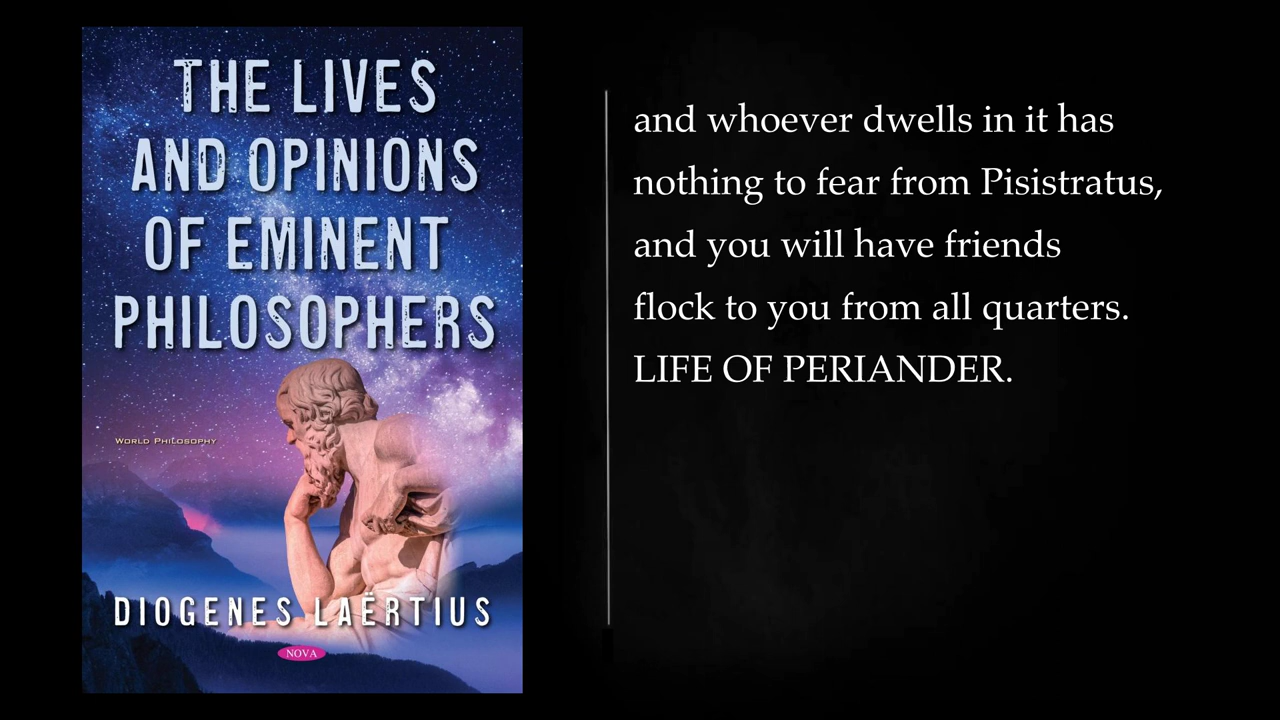 THE LIVES
AND OPINIONS
OF EMINENT
PHILOSOPHERS
WORLD PHILOSOPHY
DIOGENES LAËRTIUS
NOVA
and whoever dwells in it has
nothing to fear from Pisistratus,
and you will have friends
flock to you from all quarters.
LIFE OF PERIANDER.